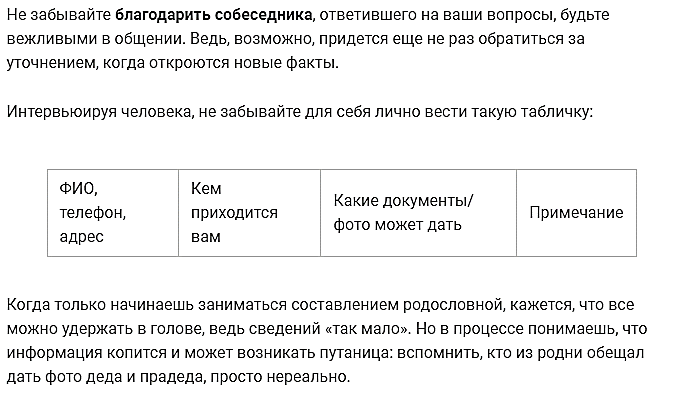 Не забывайте благодарить собеседника, ответившего на ваши вопросы, будьте
вежливыми в общении. Ведь, возможно, придется еще не раз обратиться за
уточнением, когда откроются новые факты.
Интервьюируя человека, не забывайте для себя лично вести такую табличку:
ФИО,
телефон,
адрес
Кем
приходится
вам
Какие документы/
фото может дать
Примечание
Когда только начинаешь заниматься составлением родословной, кажется, что все
можно удержать в голове, ведь сведений «так мало». Но в процессе понимаешь, что
информация копится и может возникать путаница: вспомнить, кто из родни обещал
дать фото деда и прадеда, просто нереально.